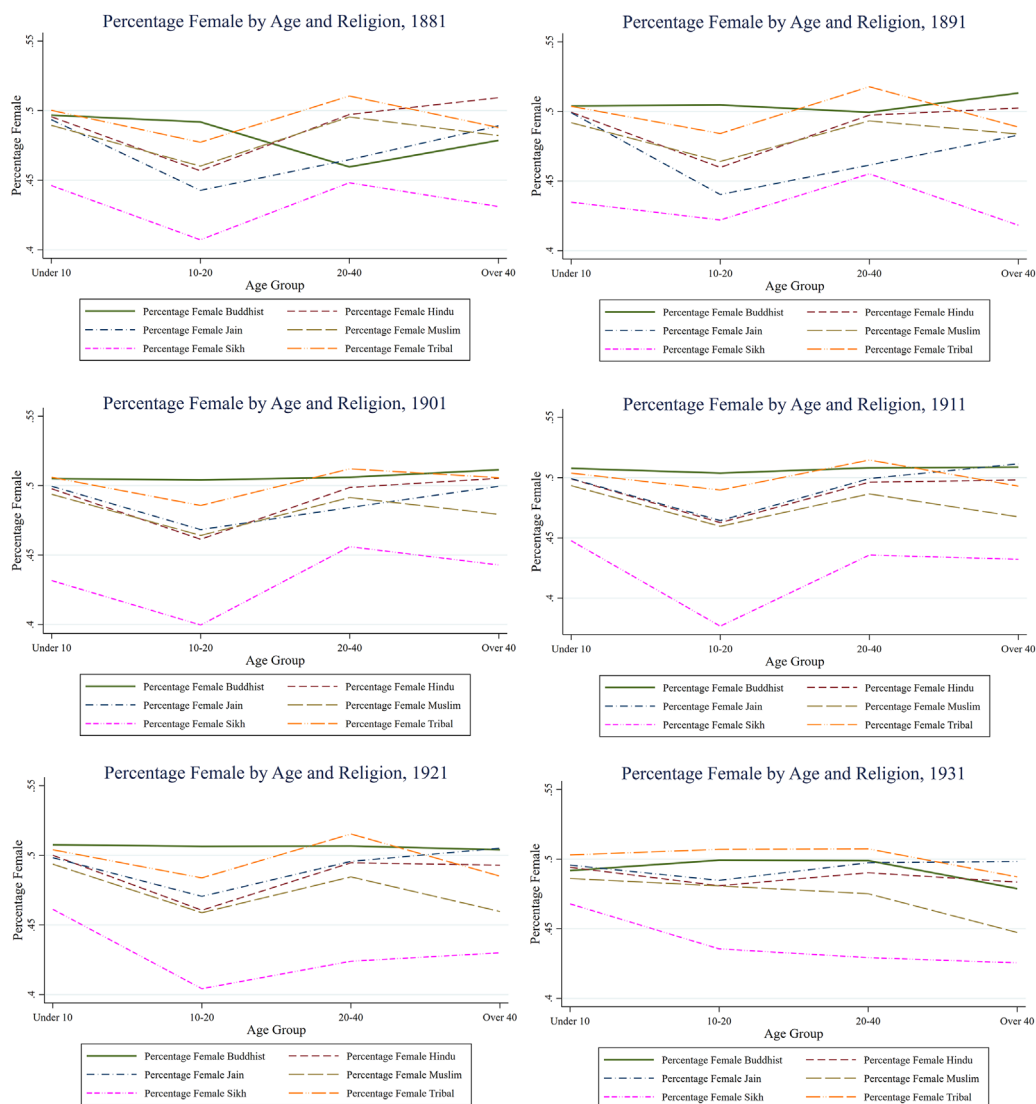 Percentage Female by Age and Religion, 1881
Percentage Female
.55
.5
.45
.4
Under 10 10-20 20-40 Over 40
Age Group
Percentage Female Buddhist Percentage Female Hindu
Percentage Female Jain Percentage Female Muslim
Percentage Female Sikh Percentage Female Tribal
Percentage Female by Age and Religion, 1891
Percentage Female
.55
.5
.45
.4
Under 10 10-20 20-40 Over 40
Age Group
Percentage Female Buddhist Percentage Female Hindu
Percentage Female Jain Percentage Female Muslim
Percentage Female Sikh Percentage Female Tribal
Percentage Female by Age and Religion, 1901
Percentage Female
.55
.5
.45
.4
Under 10 10-20 20-40 Over 40
Age Group
Percentage Female Buddhist Percentage Female Hindu
Percentage Female Jain Percentage Female Muslim
Percentage Female Sikh Percentage Female Tribal
Percentage Female by Age and Religion, 1911
Percentage Female
.55
.5
.45
.4
Under 10 10-20 20-40 Over 40
Age Group
Percentage Female Buddhist Percentage Female Hindu
Percentage Female Jain Percentage Female Muslim
Percentage Female Sikh Percentage Female Tribal
Percentage Female by Age and Religion, 1921
Percentage Female
.55
.5
.45
.4
Under 10 10-20 20-40 Over 40
Age Group
Percentage Female Buddhist Percentage Female Hindu
Percentage Female Jain Percentage Female Muslim
Percentage Female Sikh Percentage Female Tribal
Percentage Female by Age and Religion, 1931
Percentage Female
.55
.5
.45
.4
Under 10 10-20 20-40 Over 40
Age Group
Percentage Female Buddhist Percentage Female Hindu
Percentage Female Jain Percentage Female Muslim
Percentage Female Sikh Percentage Female Tribal